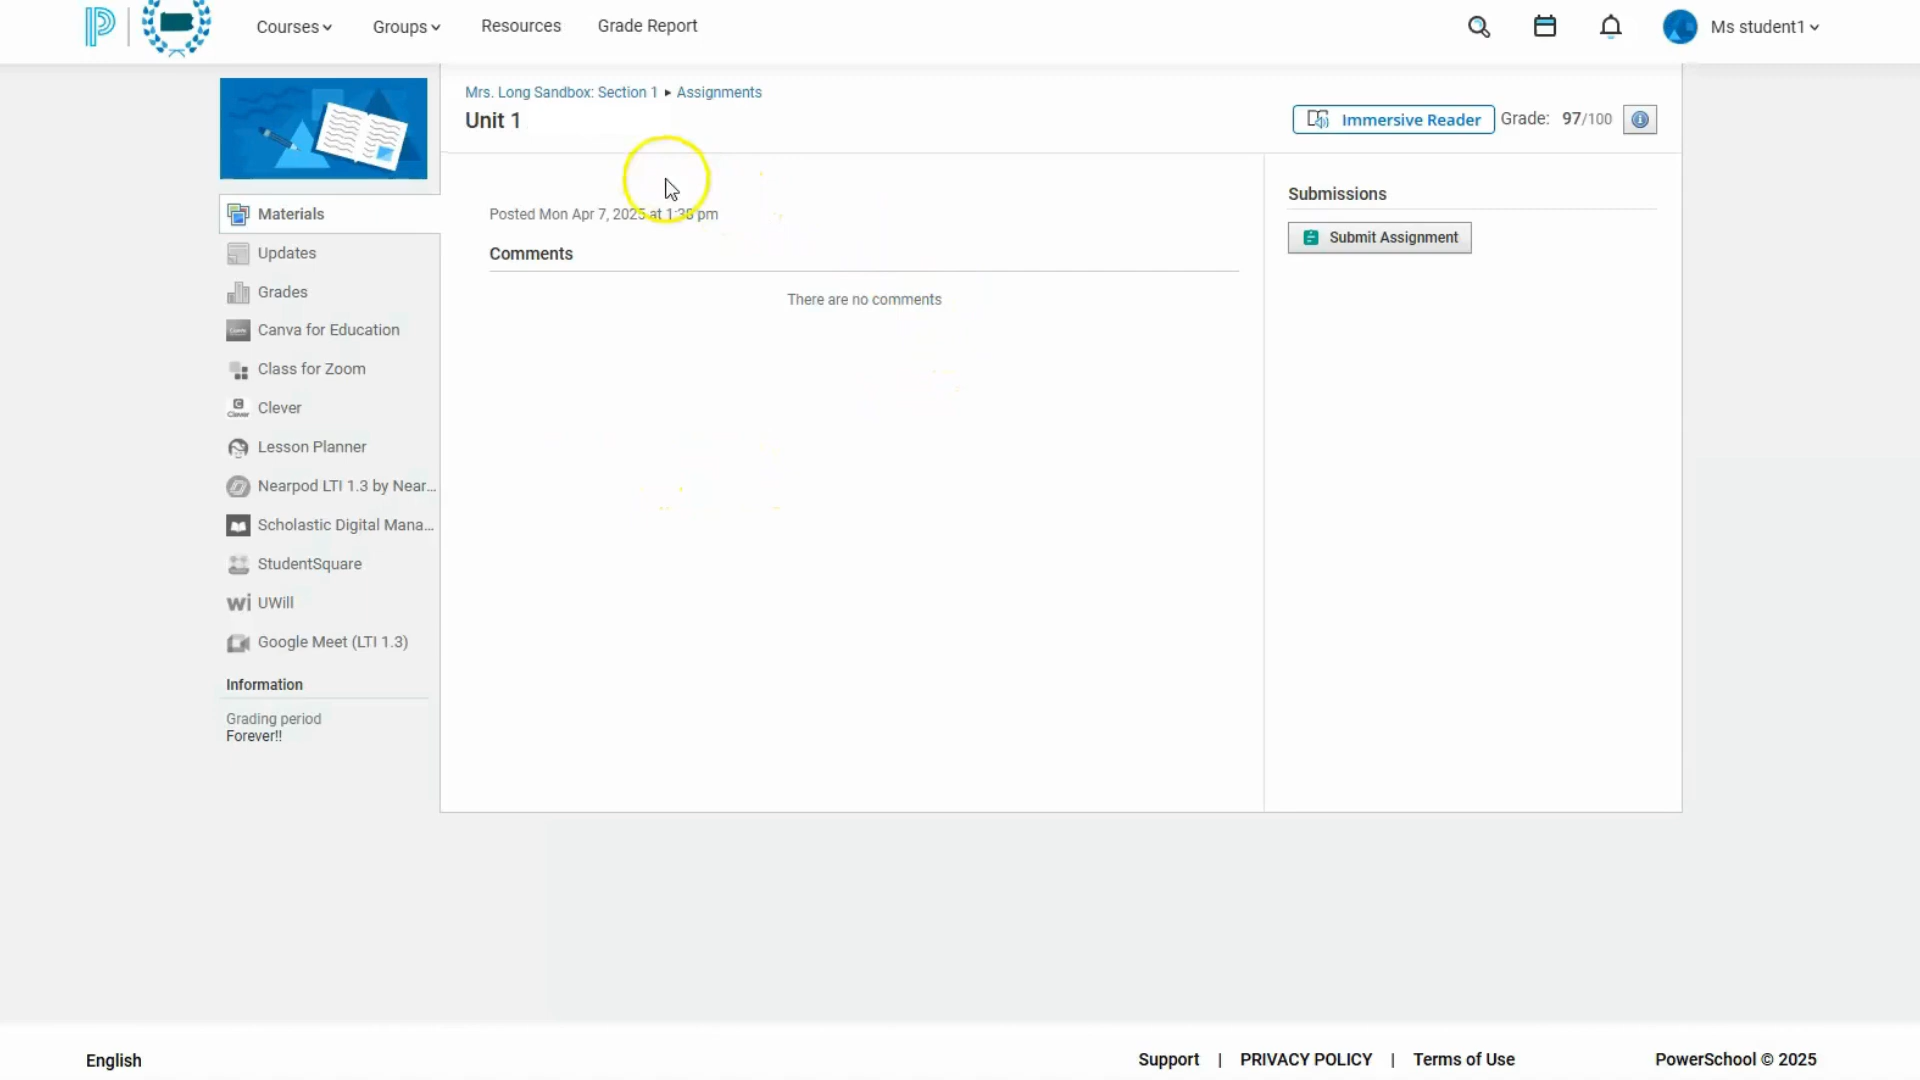 Courses
Groups
Resources
Grade Report
Ms student1
Mrs. Long Sandbox: Section 1 ▸ Assignments
Unit 1
Immersive Reader
Grade: 97/100
Materials
Updates
Grades
Canva for Education
Class for Zoom
Clever
Lesson Planner
Nearpod LTI 1.3 by Near...
Scholastic Digital Mana...
StudentSquare
UWill
Google Meet (LTI 1.3)
Information
Grading period
Forever!!
Posted Mon Apr 7, 2025 at 1:38 pm
Comments
There are no comments
Submissions
Submit Assignment
English
Support | PRIVACY POLICY | Terms of Use
PowerSchool © 2025